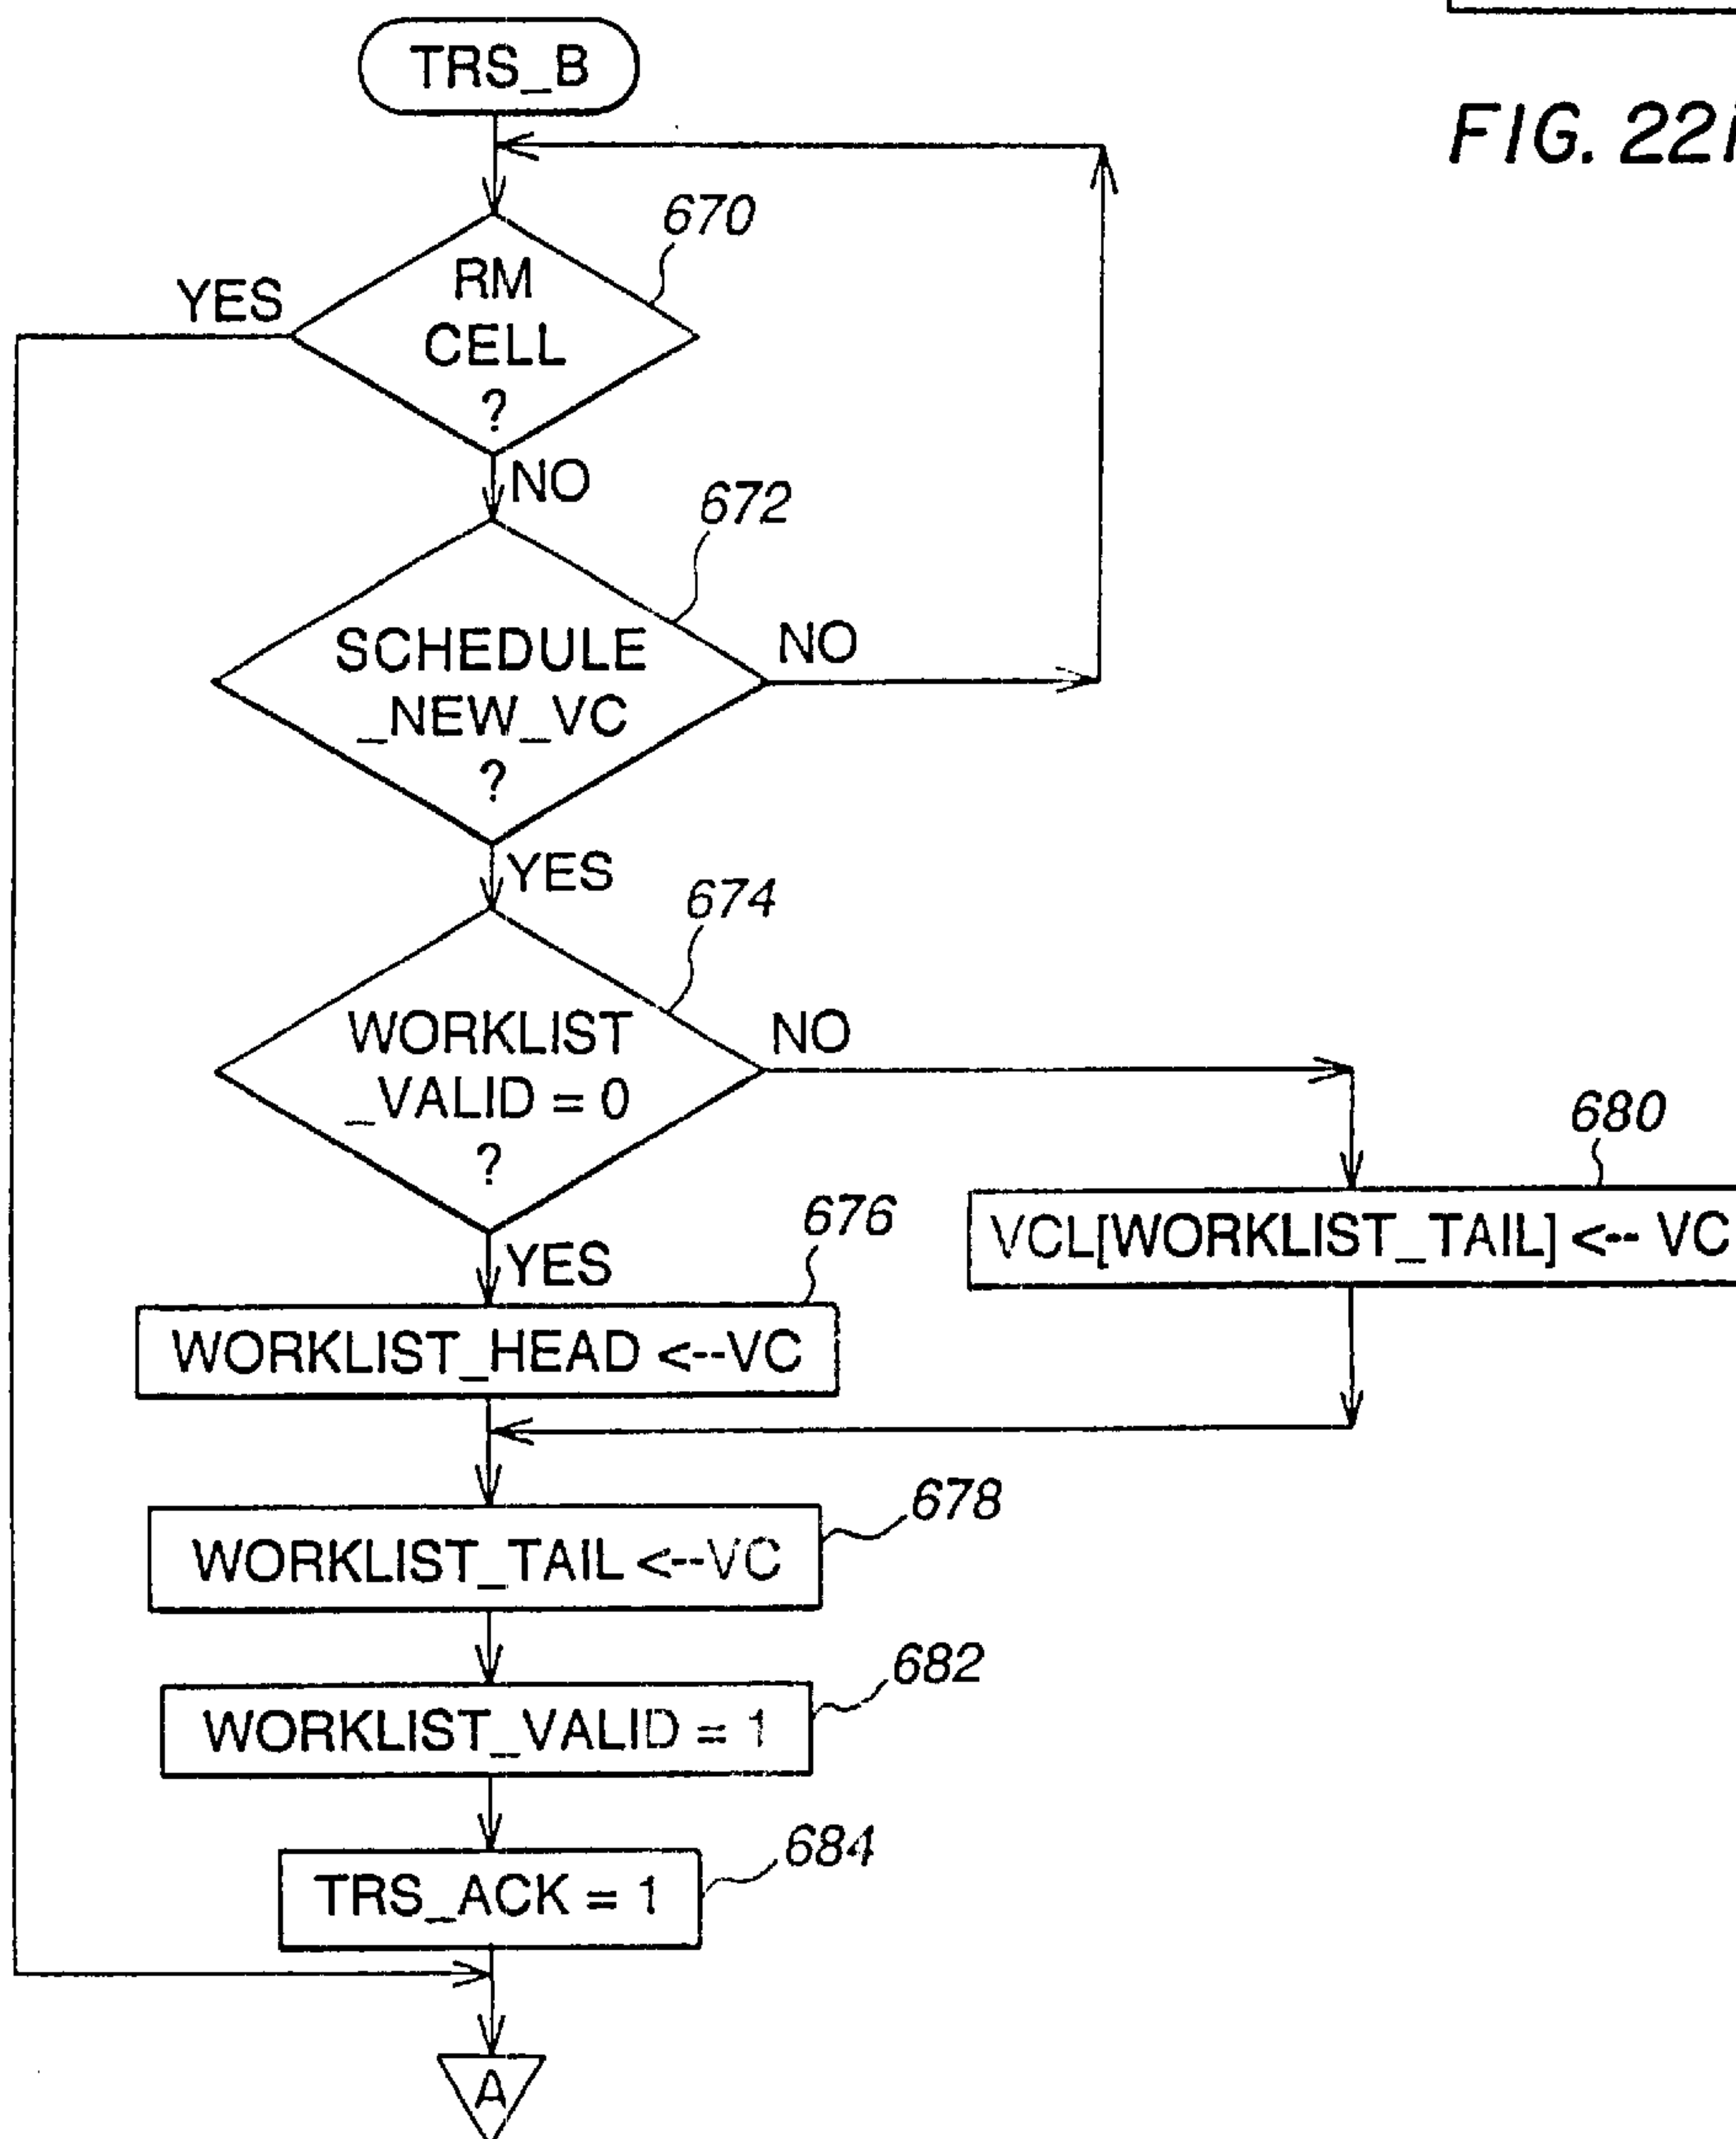 TRS_B
FIG. 22
670
YES
RM
CELL
?
NO
672
SCHEDULE
_NEW_VC
?
NO
YES
674
WORKLIST
_VALID = 0
?
NO
680
VCL[WORKLIST_TAIL] <-- VC
YES
676
WORKLIST_HEAD <--VC
678
WORKLIST_TAIL <--VC
682
WORKLIST_VALID = 1
684
TRS_ACK = 1
A